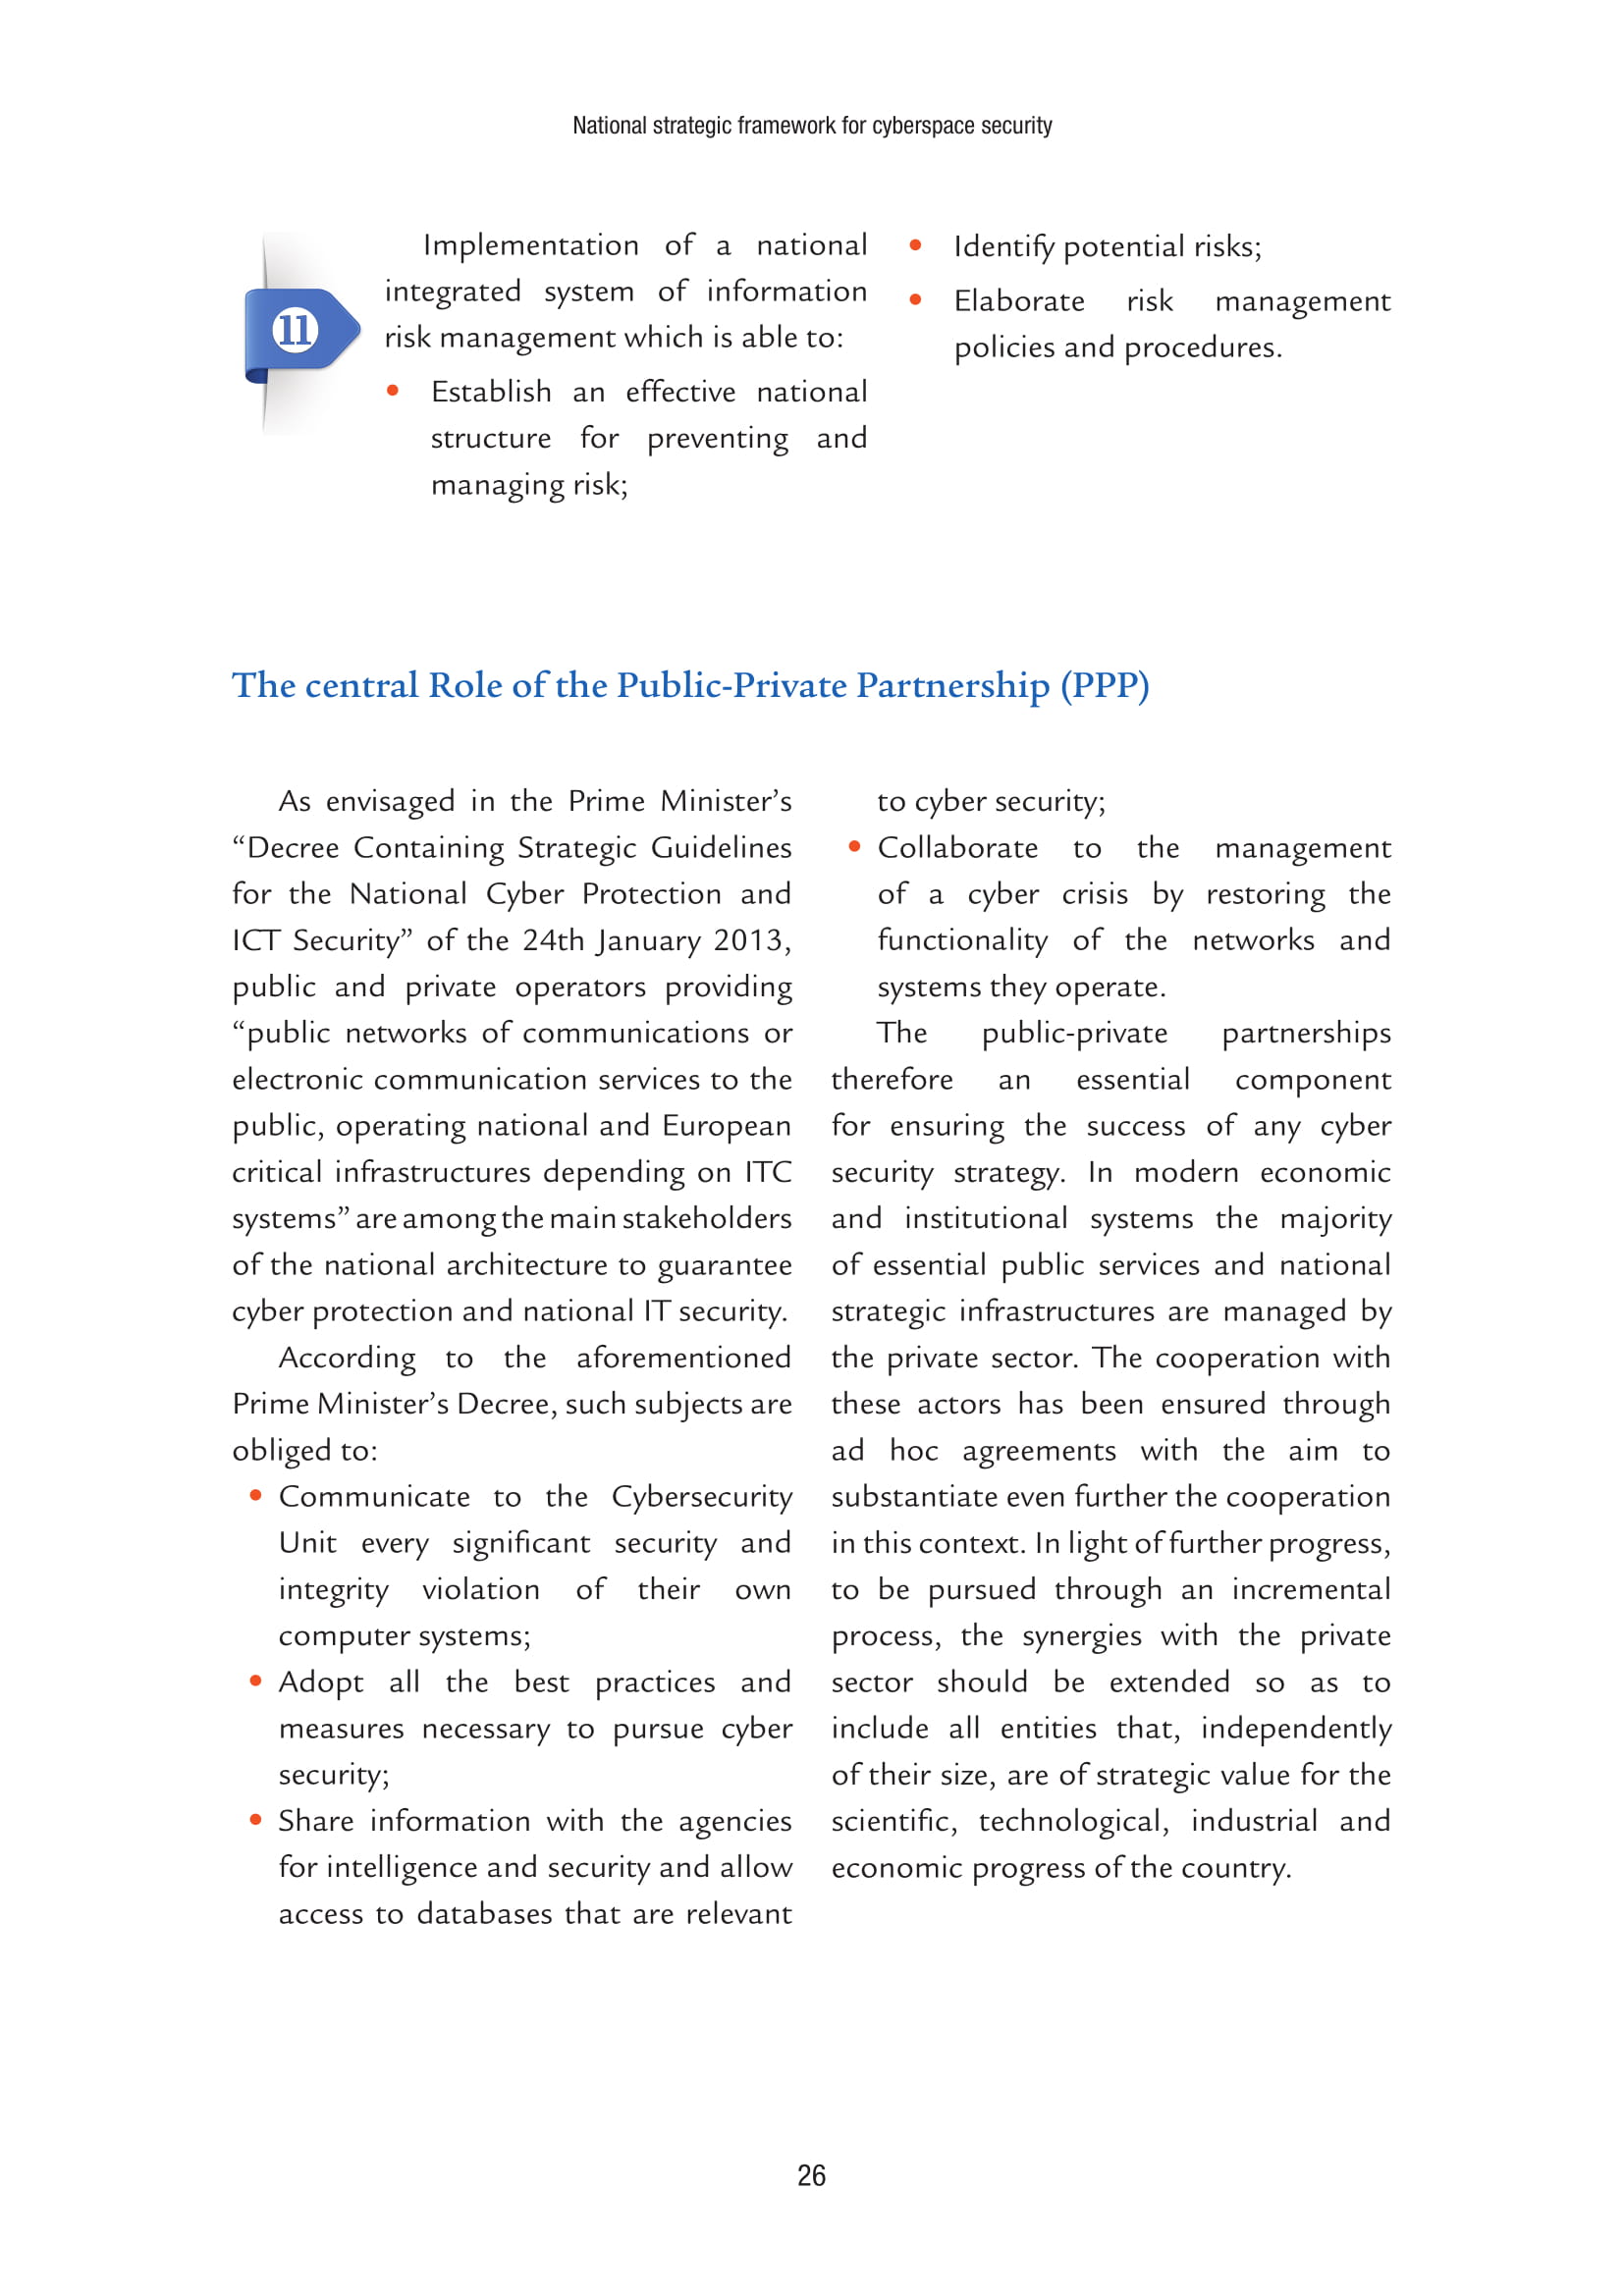 National strategic framework for cyberspace security
11
Implementation of a national
integrated system of information
risk management which is able to:
• Establish an effective national
structure for preventing and
managing risk;
• Identify potential risks;
• Elaborate risk management
policies and procedures.
The central Role of the Public-Private Partnership (PPP)
As envisaged in the Prime Minister’s
“Decree Containing Strategic Guidelines
for the National Cyber Protection and
ICT Security” of the 24th January 2013,
public and private operators providing
“public networks of communications or
electronic communication services to the
public, operating national and European
critical infrastructures depending on ITC
systems” are among the main stakeholders
of the national architecture to guarantee
cyber protection and national IT security.
According to the aforementioned
Prime Minister’s Decree, such subjects are
obliged to:
• Communicate to the Cybersecurity
Unit every significant security and
integrity violation of their own
computer systems;
• Adopt all the best practices and
measures necessary to pursue cyber
security;
• Share information with the agencies
for intelligence and security and allow
access to databases that are relevant
to cyber security;
• Collaborate to the management
of a cyber crisis by restoring the
functionality of the networks and
systems they operate.
The public-private partnerships
therefore an essential component
for ensuring the success of any cyber
security strategy. In modern economic
and institutional systems the majority
of essential public services and national
strategic infrastructures are managed by
the private sector. The cooperation with
these actors has been ensured through
ad hoc agreements with the aim to
substantiate even further the cooperation
in this context. In light of further progress,
to be pursued through an incremental
process, the synergies with the private
sector should be extended so as to
include all entities that, independently
of their size, are of strategic value for the
scientific, technological, industrial and
economic progress of the country.
26